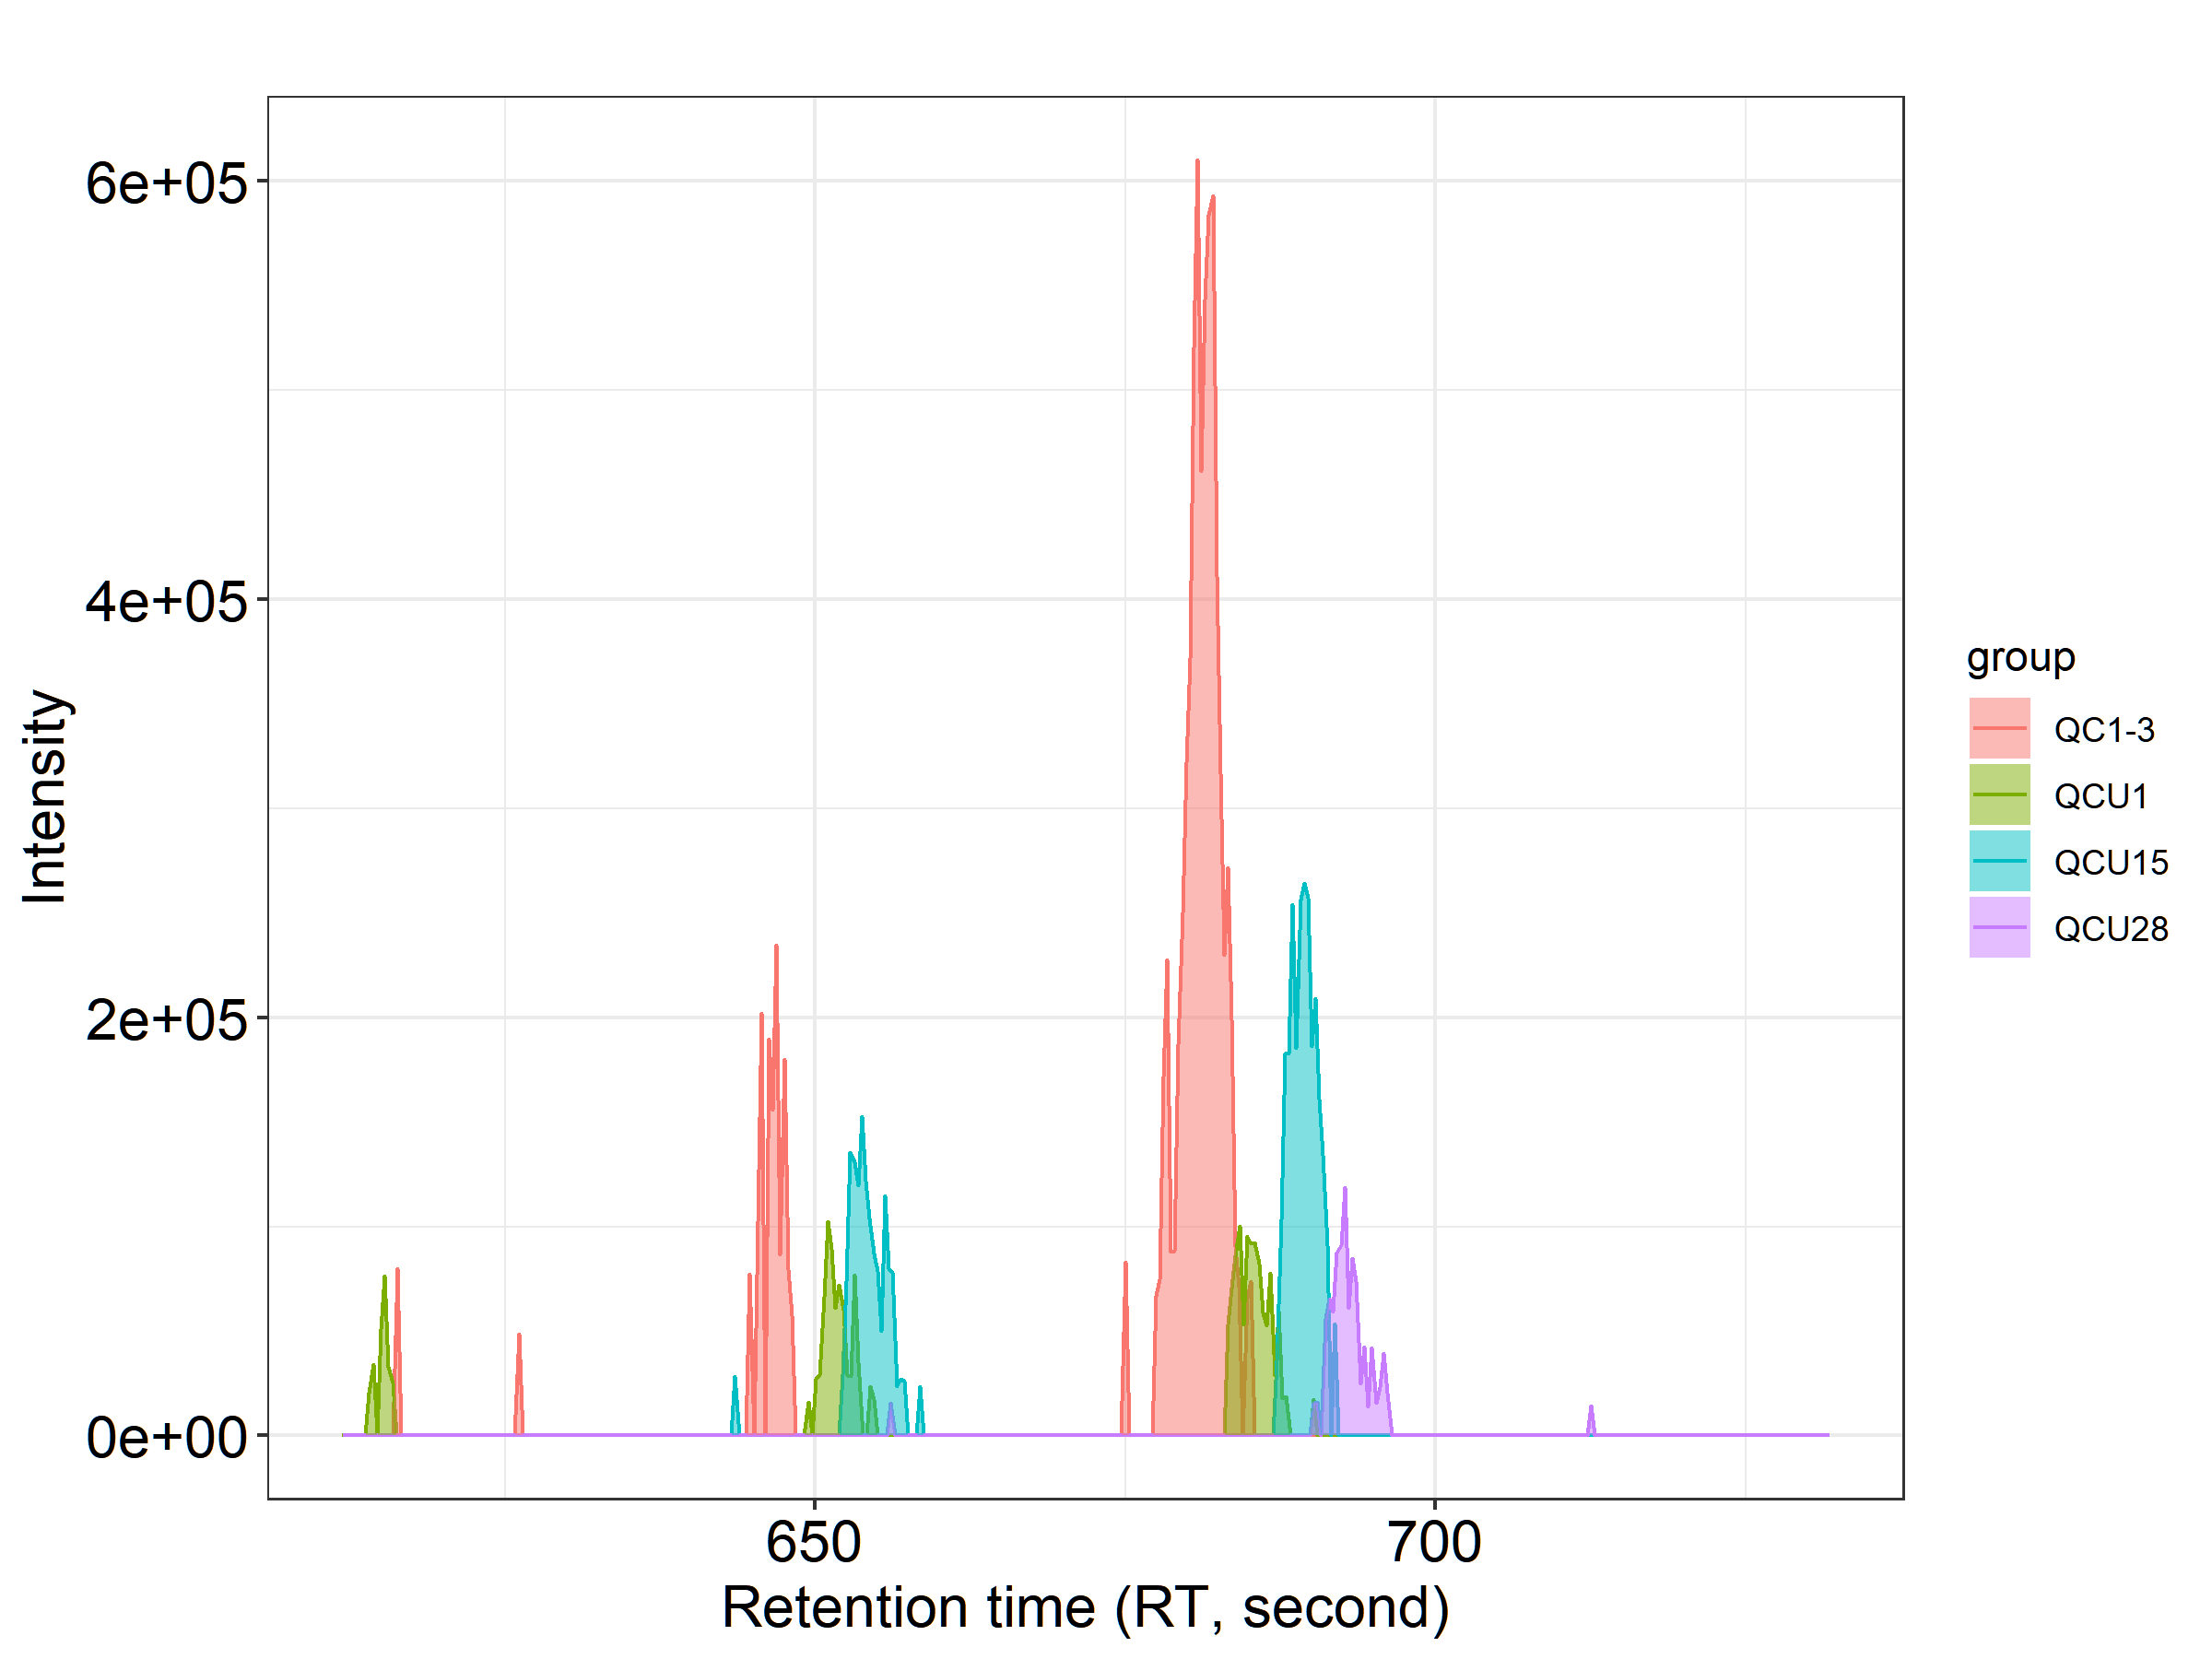 6e+05
4e+05
2e+05
0e+00
Intensity
650
700
Retention time (RT, second)
group
QC1-3
QCU1
QCU15
QCU28